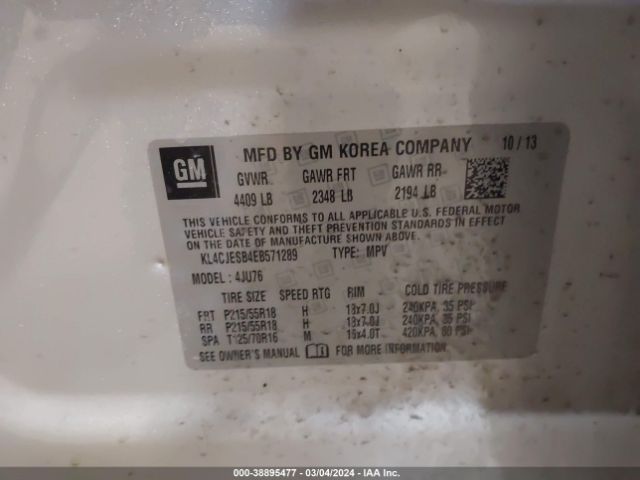 GM
MFD BY GM KOREA COMPANY 10 / 13
GVWR GAWR FRT GAWR RR
4409 LB 2348 LB 2194 LB
THIS VEHICLE CONFORMS TO ALL APPLICABLE U.S. FEDERAL MOTOR
VEHICLE SAFETY AND THEFT PREVENTION STANDARDS IN EFFECT
ON THE DATE OF MANUFACTURE SHOWN ABOVE.
KL4CJESB4EB571289 TYPE: MPV
MODEL: 4JU76
TIRE SIZE SPEED RTG RIM COLD TIRE PRESSURE
FRT P215/55R18 H 18x7.0J 240KPA, 35 PSI
RR P215/55R18 H 18x7.0J 240KPA, 35 PSI
SPA T125/70R16 M 16x4.0T 420KPA, 60 PSI
SEE OWNER'S MANUAL FOR MORE INFORMATION.
000-38895477 - 03/04/2024 - IAA Inc.